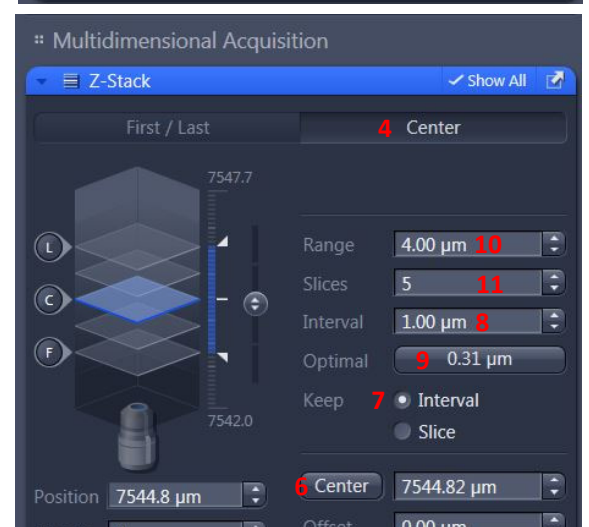 Multidimensional Acquisition
Z-Stack Show All
First / Last 4 Center
7547.7
L
Range 4.00 µm 10
Slices 5 11
C
Interval 1.00 µm 8
F
Optimal 9 0.31 µm
Keep 7 Interval
7542.0
Slice
6 Center 7544.82 µm
Position 7544.8 µm
Offset 0.00 µm